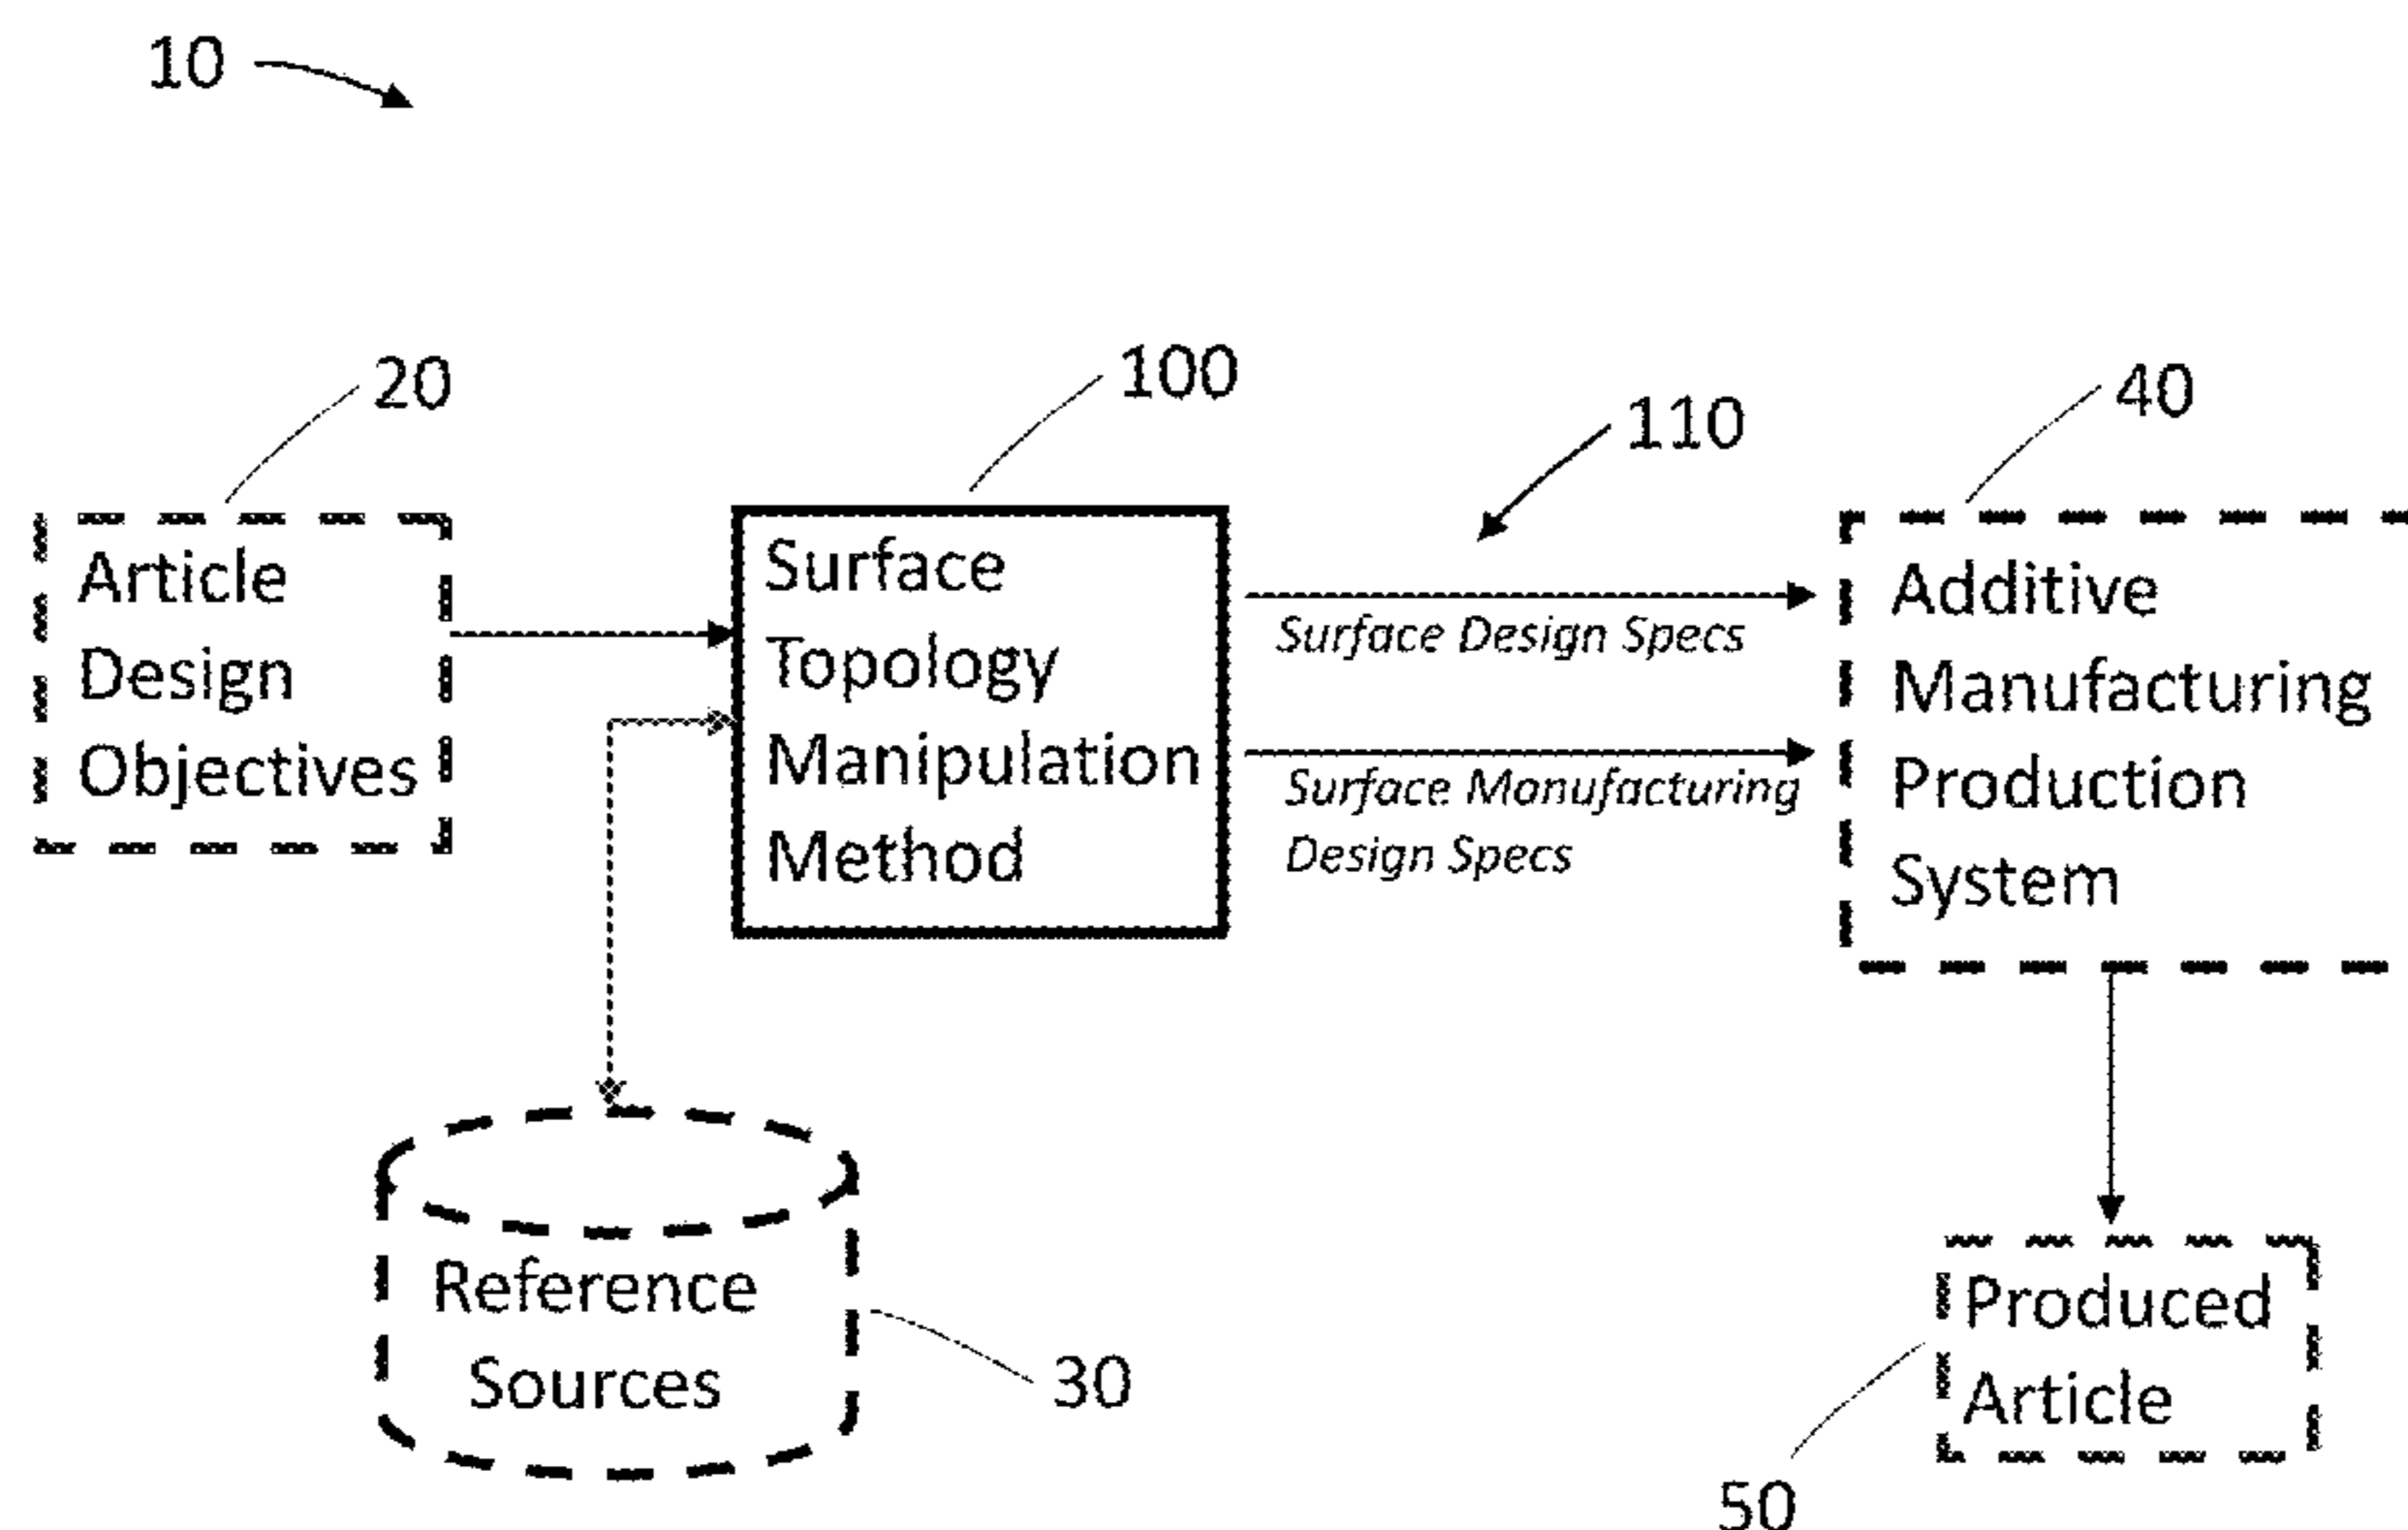 10
20
100
110
40
Article
Design
Objectives
Surface
Topology
Manipulation
Method
Surface Design Specs
Surface Manufacturing
Design Specs
Additive
Manufacturing
Production
System
Reference
Sources
30
Produced
Article
50